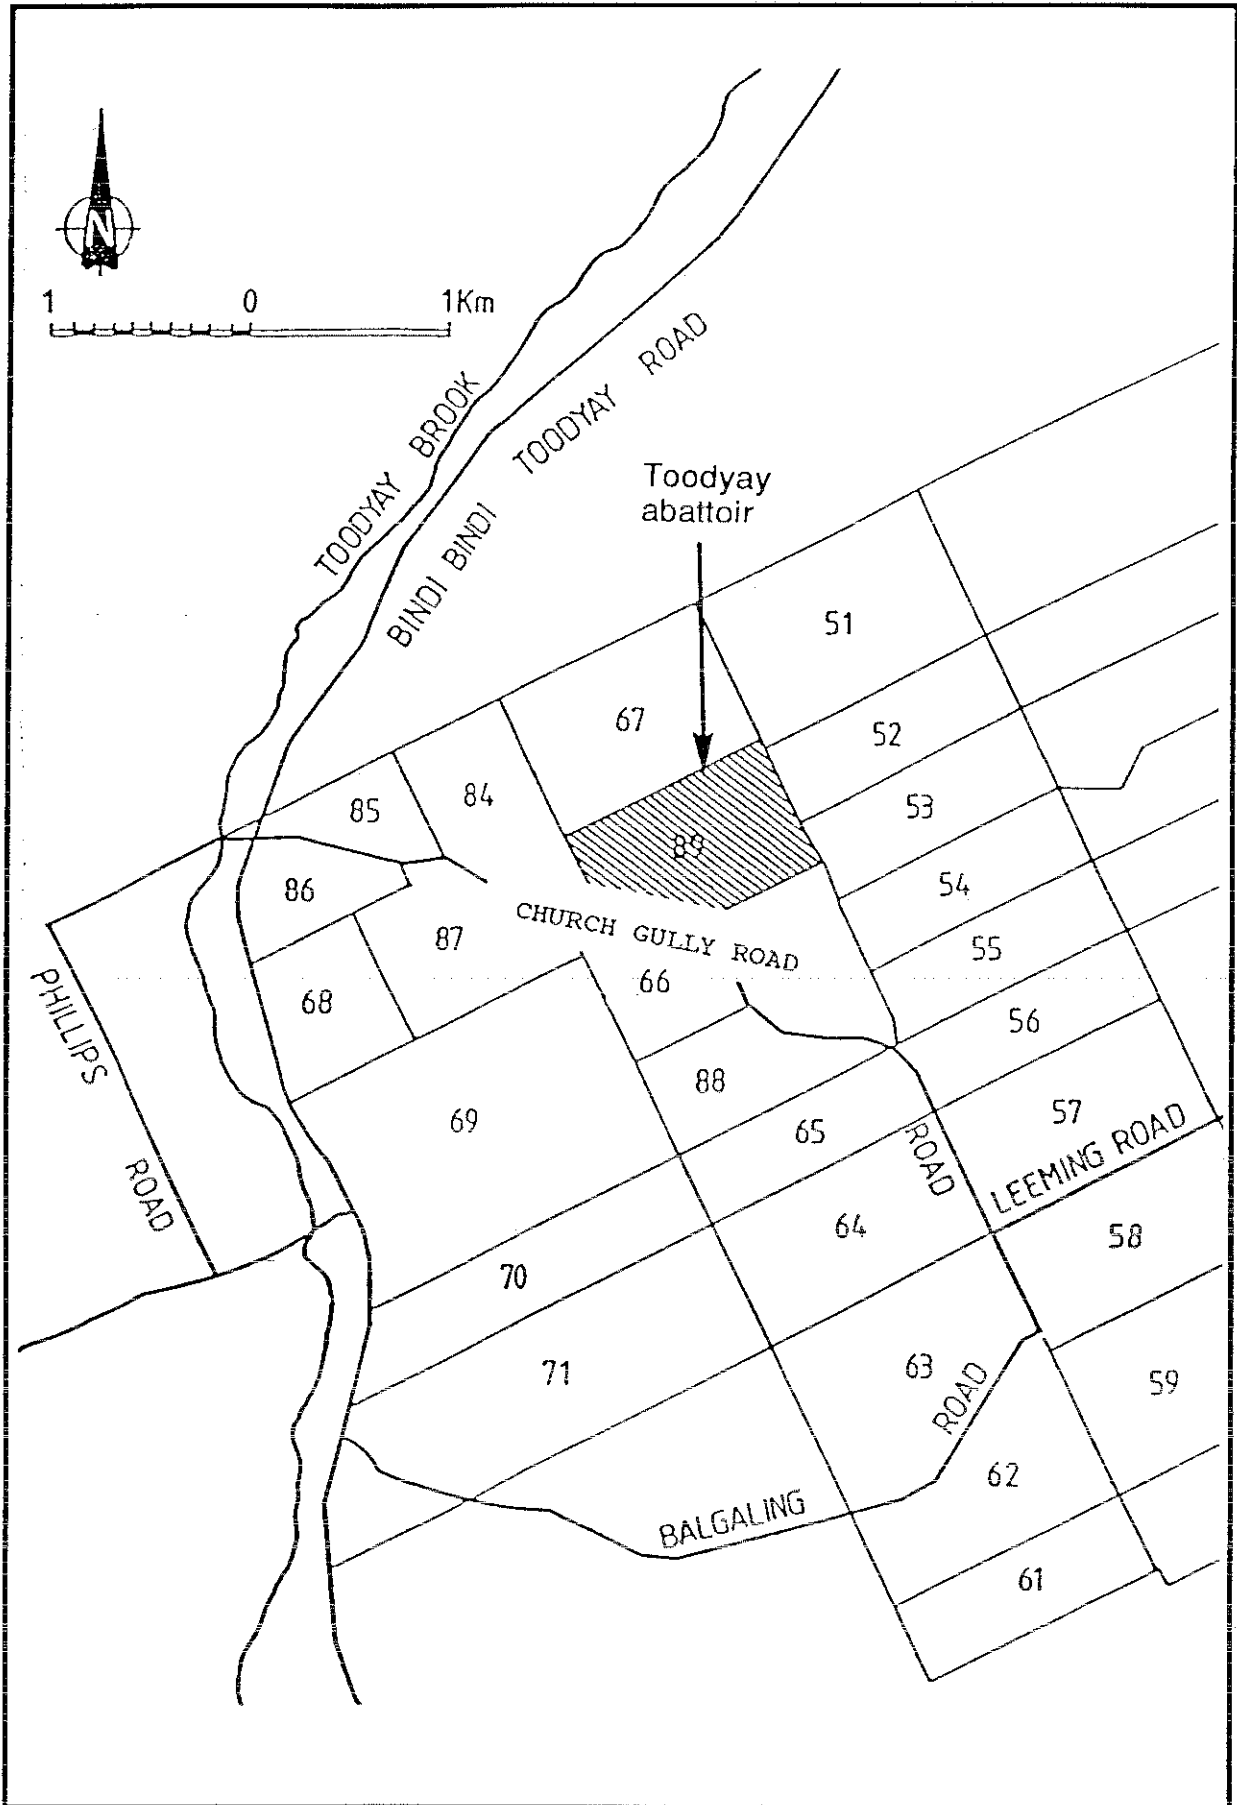 N
1 0 1Km
TOODYAY BROOK
BINDI BINDI TOODYAY ROAD
Toodyay
abattoir
51
67
52
85
84
53
89
86
54
CHURCH GULLY ROAD
87
55
66
68
PHILLIPS ROAD
56
88
69
57
65
ROAD
LEEMING ROAD
64
58
70
71
63
59
BALGALING ROAD
62
61